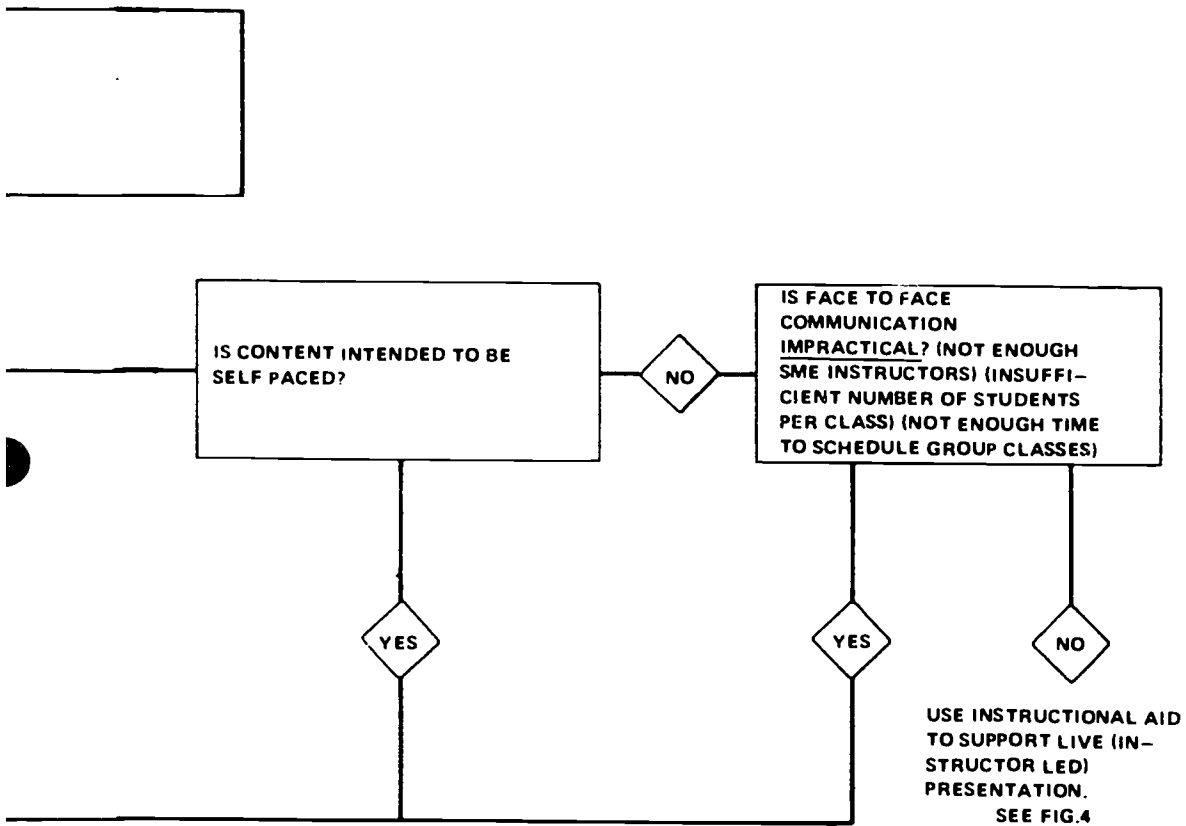 IS CONTENT INTENDED TO BE
SELF PACED?
NO
IS FACE TO FACE
COMMUNICATION
IMPRACTICAL? (NOT ENOUGH
SME INSTRUCTORS) (INSUFFI–
CIENT NUMBER OF STUDENTS
PER CLASS) (NOT ENOUGH TIME
TO SCHEDULE GROUP CLASSES)
YES
YES
NO
USE INSTRUCTIONAL AID
TO SUPPORT LIVE (IN–
STRUCTOR LED)
PRESENTATION.
SEE FIG.4